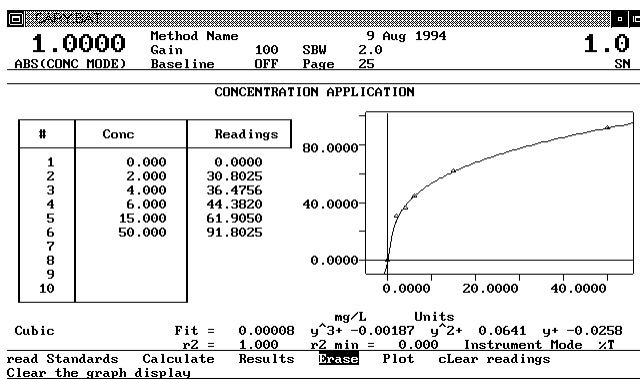 CARYBAT
1.0000 Method Name 9 Aug 1994 1.0
Gain 100 SBW 2.0
ABS(CONC MODE) Baseline OFF Page 25 SN
CONCENTRATION APPLICATION
# Conc Readings
1 0.000 0.0000
2 2.000 30.8025
3 4.000 36.4756
4 6.000 44.3820
5 15.000 61.9050
6 50.000 91.8025
7
8
9
10
80.0000
40.0000
0.0000
0.0000 20.0000 40.0000
mg/L Units
Cubic Fit = 0.00008 y^3+ -0.00187 y^2+ 0.0641 y+ -0.0258
r2 = 1.000 r2 min = 0.000 Instrument Mode %T
read Standards Calculate Results Erase Plot cLear readings
Clear the graph display